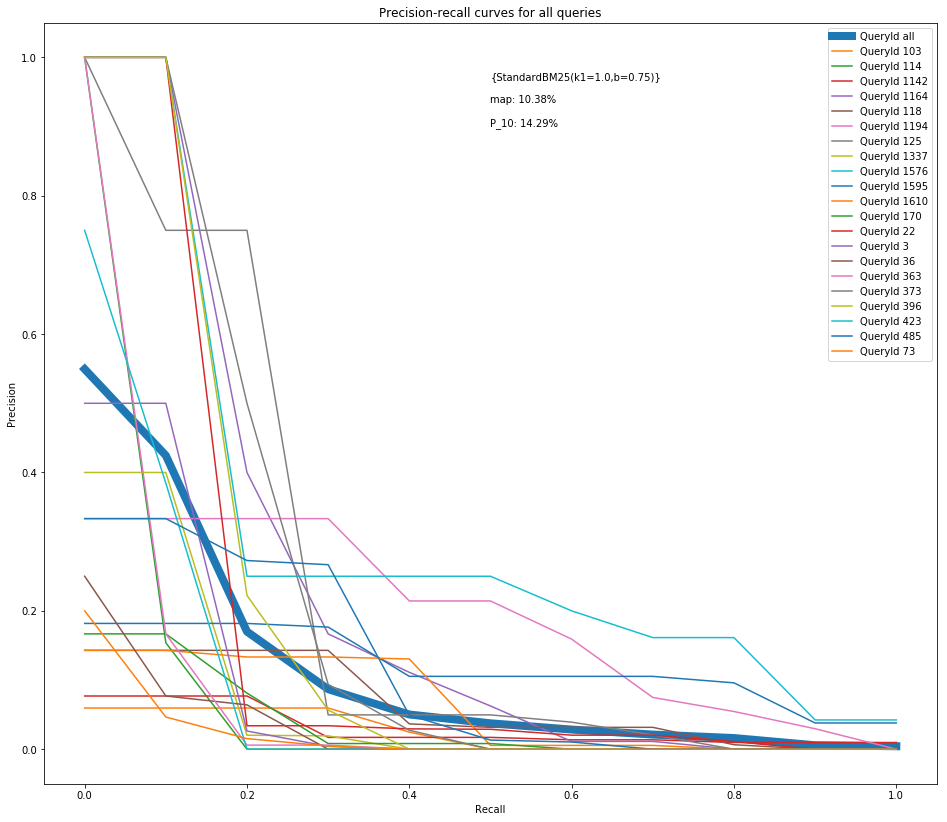 Precision-recall curves for all queries
{StandardBM25(k1=1.0,b=0.75)}
map: 10.38%
P_10: 14.29%
QueryId all
QueryId 103
QueryId 114
QueryId 1142
QueryId 1164
QueryId 118
QueryId 1194
QueryId 125
QueryId 1337
QueryId 1576
QueryId 1595
QueryId 1610
QueryId 170
QueryId 22
QueryId 3
QueryId 36
QueryId 363
QueryId 373
QueryId 396
QueryId 423
QueryId 485
QueryId 73
Precision
1.0
0.8
0.6
0.4
0.2
0.0
0.0 0.2 0.4 0.6 0.8 1.0
Recall